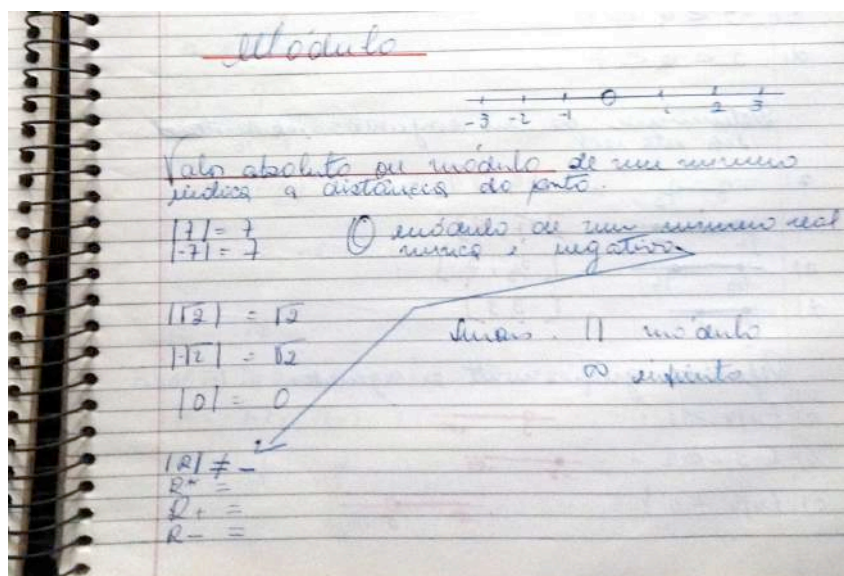 Módulo
-3 -2 -1 0 1 2 3
Valor absoluto ou módulo de um número
indica a distância do ponto.
|7| = 7
|-7| = 7
O módulo de um número real
nunca é negativo.
|√2| = √2
|-√2| = √2
|0| = 0
Sinais. || módulo
∞ infinito
|R| ≠ -
R* =
R+ =
R- =